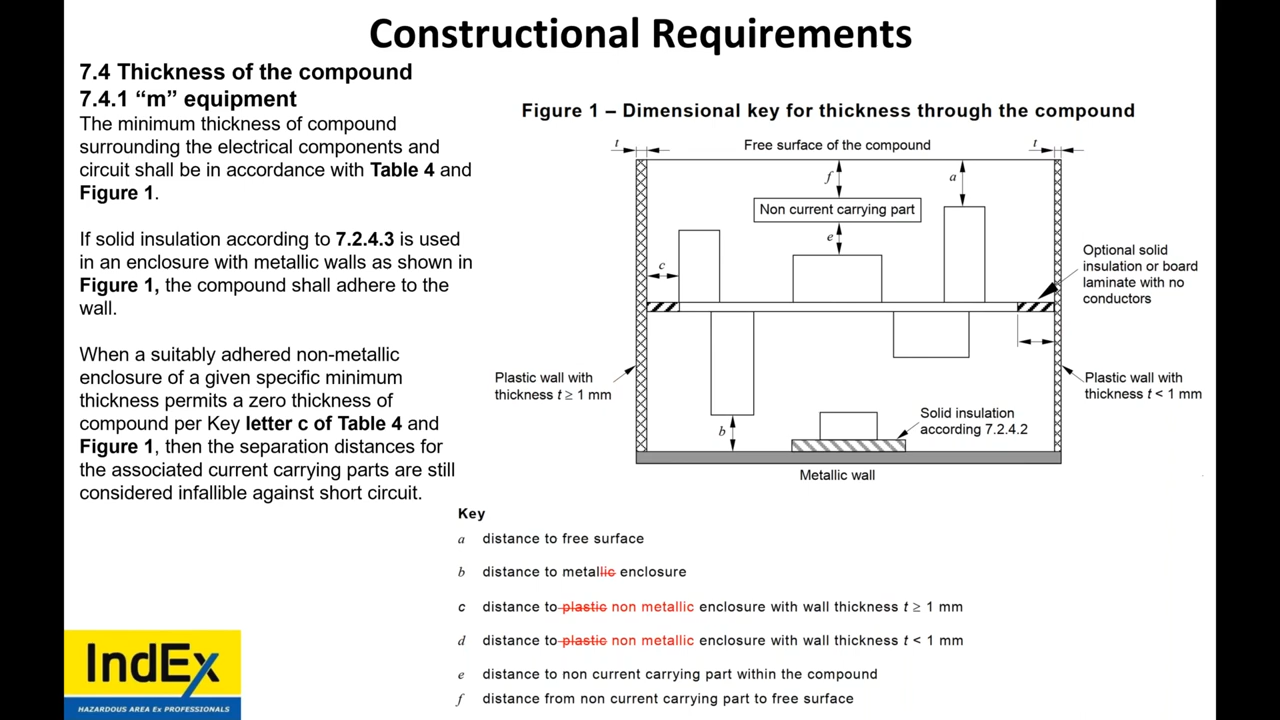 Constructional Requirements
7.4 Thickness of the compound
7.4.1 “m” equipment
The minimum thickness of compound
surrounding the electrical components and
circuit shall be in accordance with Table 4 and
Figure 1.
If solid insulation according to 7.2.4.3 is used
in an enclosure with metallic walls as shown in
Figure 1, the compound shall adhere to the
wall.
When a suitably adhered non-metallic
enclosure of a given specific minimum
thickness permits a zero thickness of
compound per Key letter c of Table 4 and
Figure 1, then the separation distances for
the associated current carrying parts are still
considered infallible against short circuit.
Figure 1 – Dimensional key for thickness through the compound
t
Free surface of the compound
t
f
a
Non current carrying part
e
c
Optional solid
insulation or board
laminate with no
conductors
Plastic wall with
thickness t ≥ 1 mm
Plastic wall with
thickness t < 1 mm
b
Solid insulation
according 7.2.4.2
Metallic wall
Key
a distance to free surface
b distance to metallic enclosure
c distance to plastic non metallic enclosure with wall thickness t ≥ 1 mm
d distance to plastic non metallic enclosure with wall thickness t < 1 mm
e distance to non current carrying part within the compound
f distance from non current carrying part to free surface
IndEx
HAZARDOUS AREA Ex PROFESSIONALS